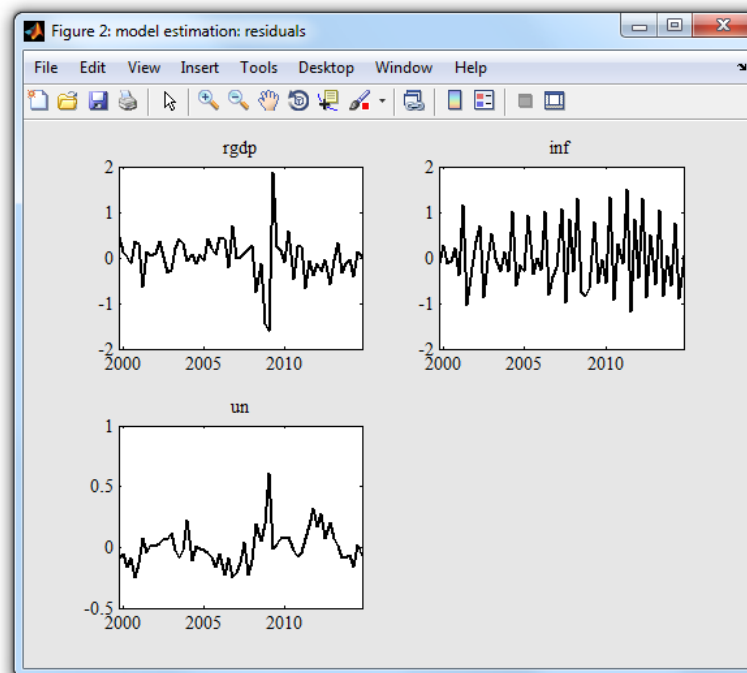 Figure 2: model estimation: residuals
File Edit View Insert Tools Desktop Window Help
rgdp
2
1
0
-1
-2
2000 2005 2010
inf
2
1
0
-1
-2
2000 2005 2010
un
1
0.5
0
-0.5
2000 2005 2010